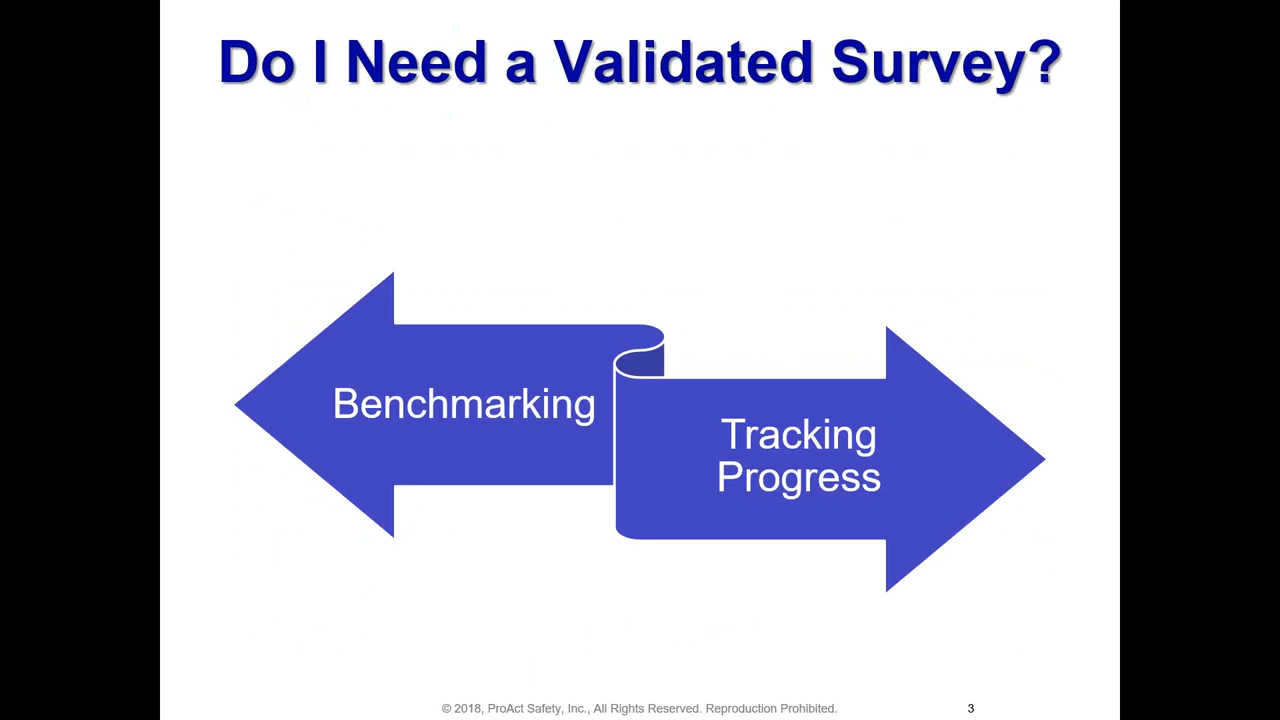 Do I Need a Validated Survey?
Benchmarking
Tracking
Progress
© 2018, ProAct Safety, Inc., All Rights Reserved. Reproduction Prohibited.
3